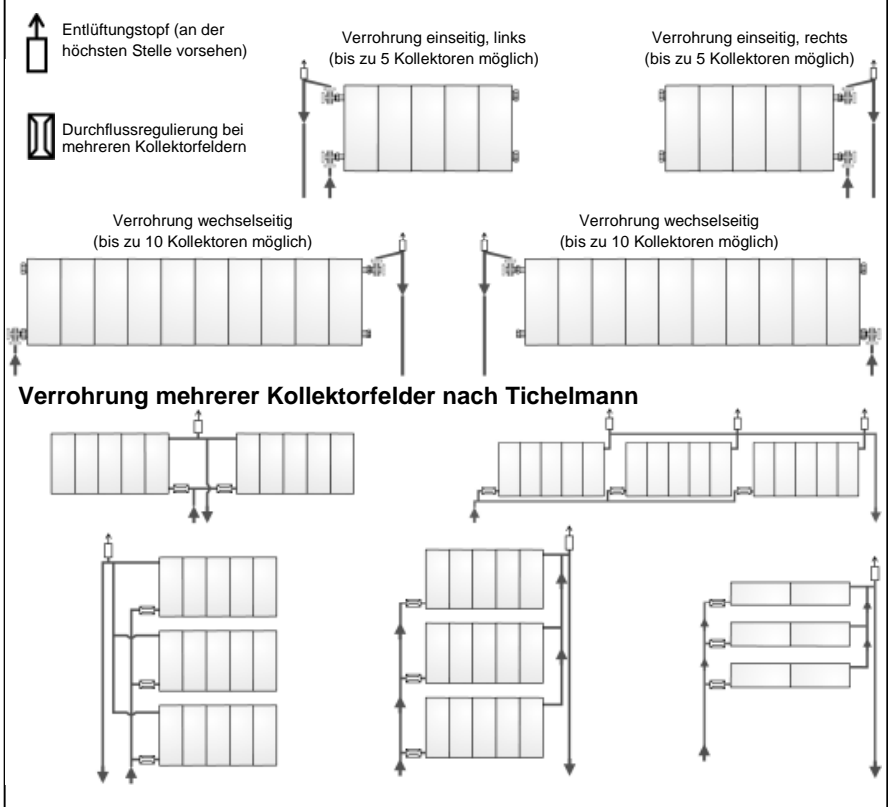 Entlüftungstopf (an der
höchsten Stelle vorsehen)
Verrohrung einseitig, links
(bis zu 5 Kollektoren möglich)
Verrohrung einseitig, rechts
(bis zu 5 Kollektoren möglich)
Durchflussregulierung bei
mehreren Kollektorfeldern
Verrohrung wechselseitig
(bis zu 10 Kollektoren möglich)
Verrohrung wechselseitig
(bis zu 10 Kollektoren möglich)
Verrohrung mehrerer Kollektorfelder nach Tichelmann